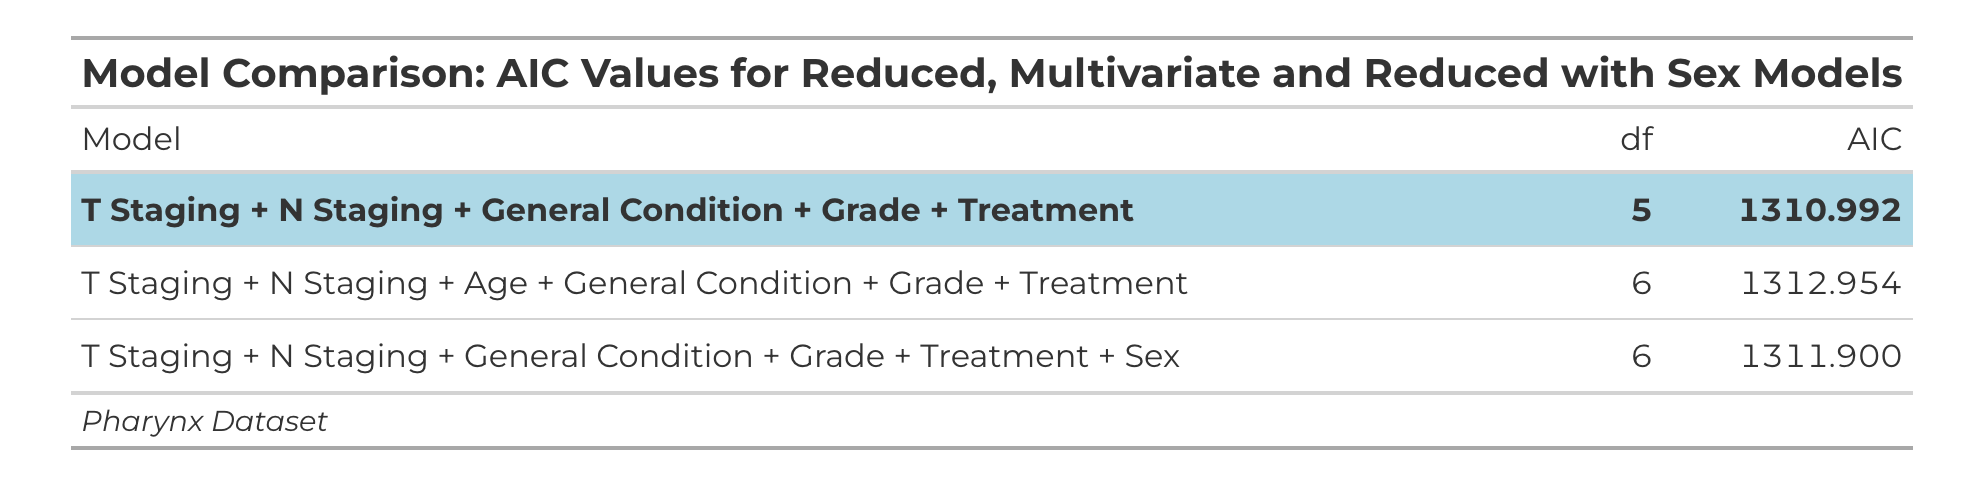 Model Comparison: AIC Values for Reduced, Multivariate and Reduced with Sex Models
Model df AIC
T Staging + N Staging + General Condition + Grade + Treatment 5 1310.992
T Staging + N Staging + Age + General Condition + Grade + Treatment 6 1312.954
T Staging + N Staging + General Condition + Grade + Treatment + Sex 6 1311.900
Pharynx Dataset